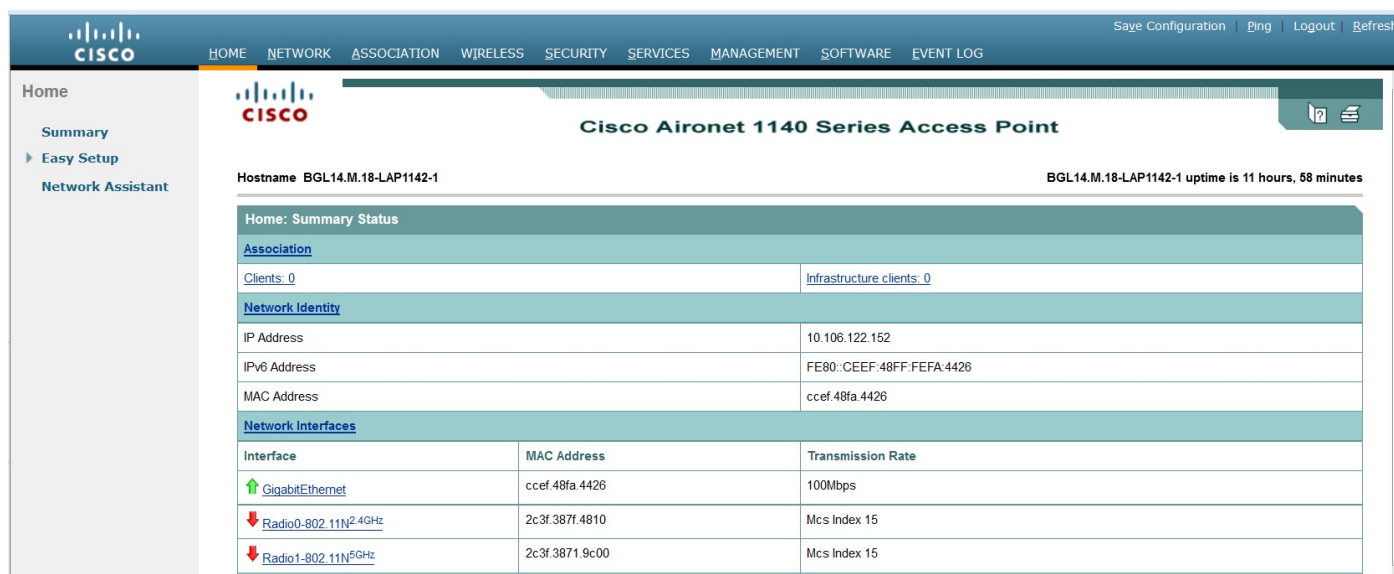 Save Configuration | Ping | Logout | Refresh
CISCO
HOME NETWORK ASSOCIATION WIRELESS SECURITY SERVICES MANAGEMENT SOFTWARE EVENT LOG
Home
Summary
Easy Setup
Network Assistant
CISCO
Cisco Aironet 1140 Series Access Point
Hostname BGL14.M.18-LAP1142-1
BGL14.M.18-LAP1142-1 uptime is 11 hours, 58 minutes
Home: Summary Status
Association
Clients: 0 Infrastructure clients: 0
Network Identity
IP Address 10.106.122.152
IPv6 Address FE80::CEEF:48FF:FEFA:4426
MAC Address ccef.48fa.4426
Network Interfaces
Interface MAC Address Transmission Rate
GigabitEthernet ccef.48fa.4426 100Mbps
Radio0-802.11N2.4GHz 2c3f.387f.4810 Mcs Index 15
Radio1-802.11N5GHz 2c3f.3871.9c00 Mcs Index 15